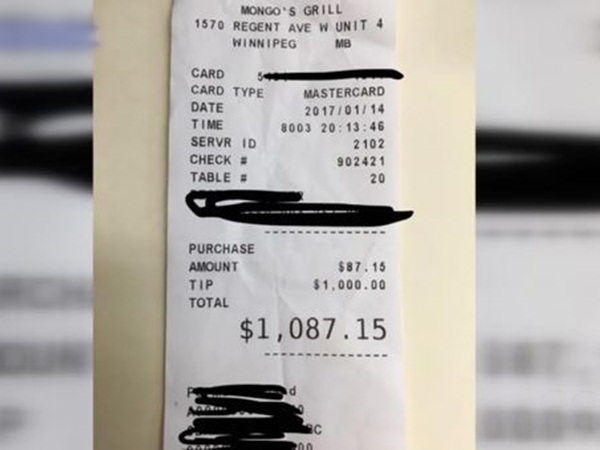 MONGO'S GRILL
1570 REGENT AVE W UNIT 4
WINNIPEG MB
CARD
CARD TYPE MASTERCARD
DATE 2017/01/14
TIME 8003 20:13:46
SERVR ID 2102
CHECK # 902421
TABLE # 20
PURCHASE
AMOUNT $87.15
TIP $1,000.00
TOTAL
$1,087.15